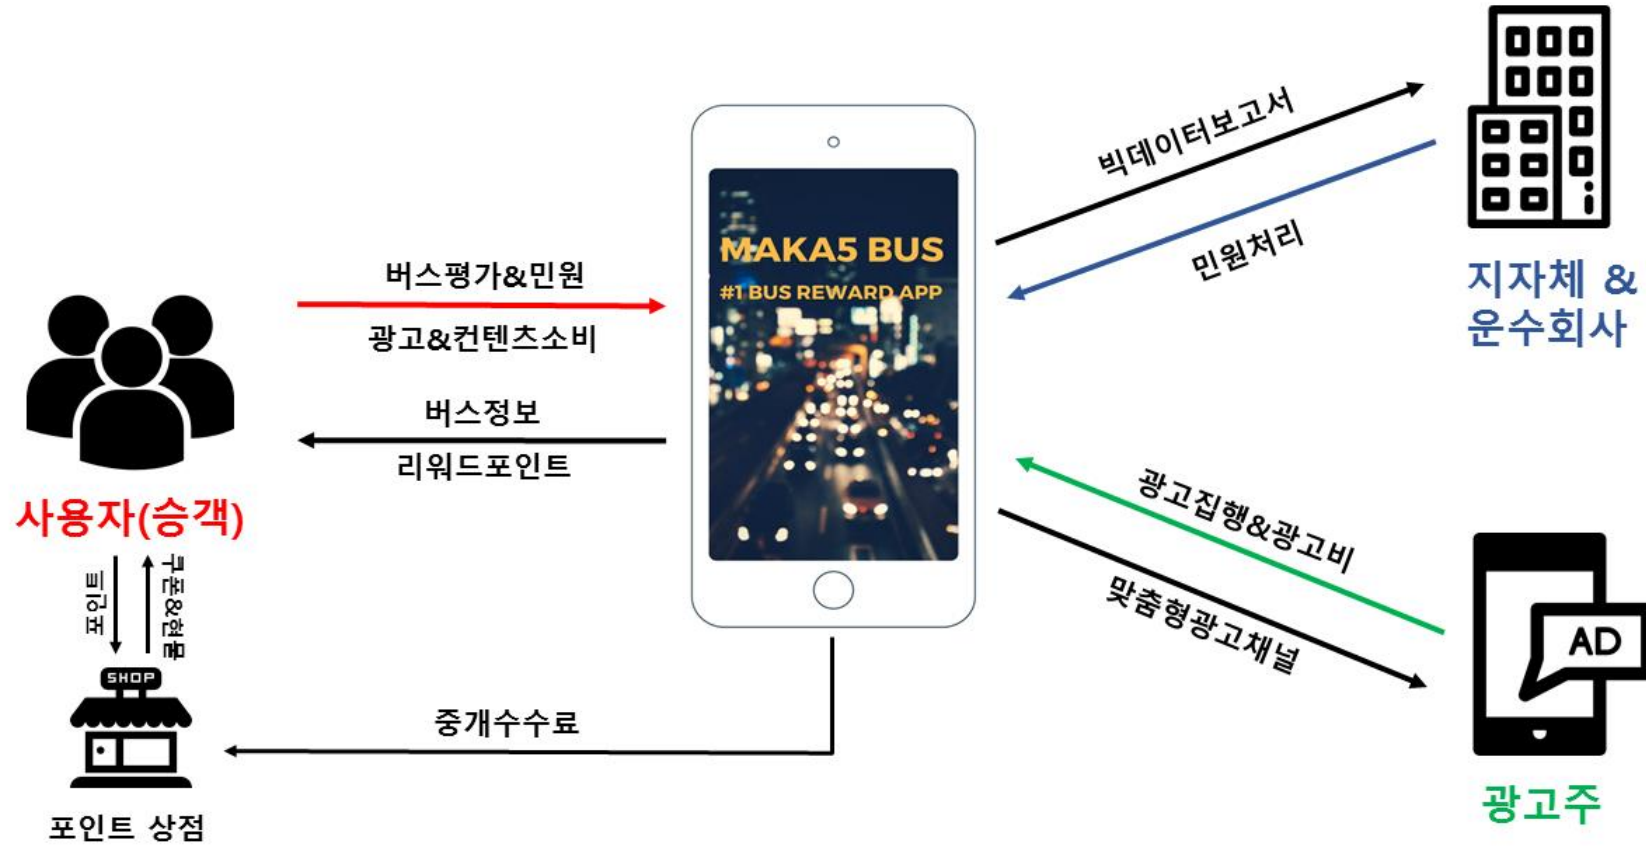 빅데이터보고서
민원처리
지자체 &
운수회사
MAKA5 BUS
#1 BUS REWARD APP
버스평가&민원
광고&컨텐츠소비
버스정보
리워드포인트
사용자(승객)
포인트
쿠폰&현물
SHOP
포인트 상점
중개수수료
광고집행&광고비
맞춤형광고채널
AD
광고주